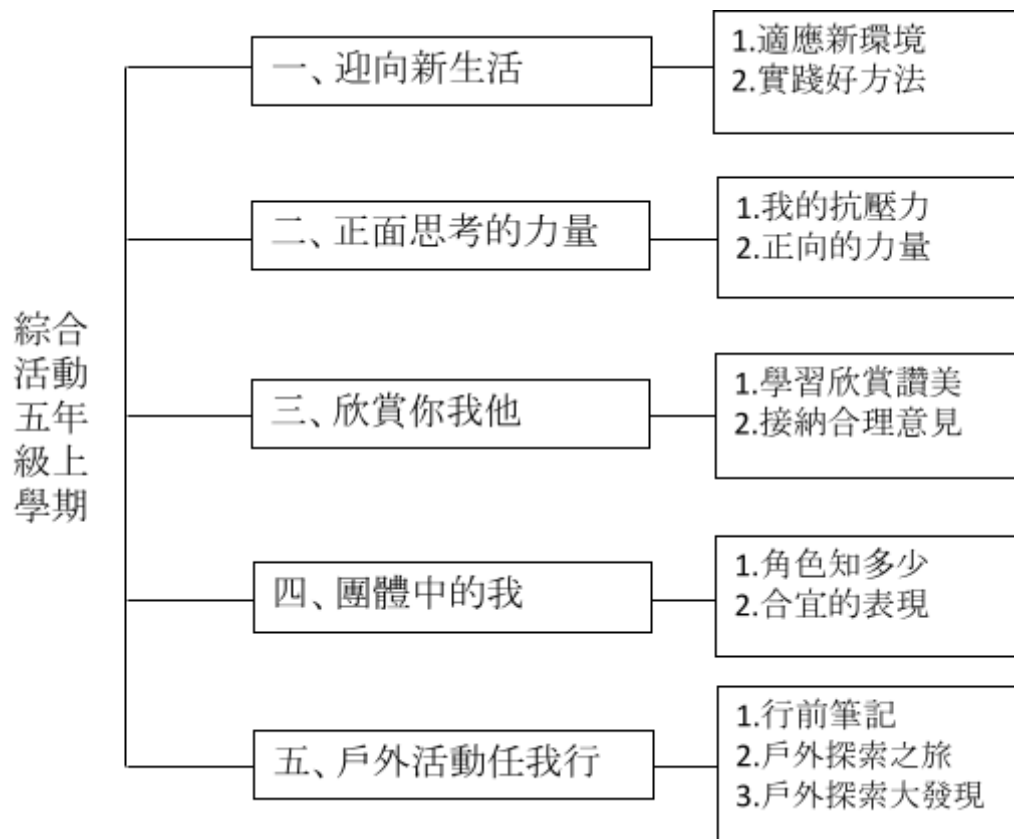 綜合
活動
五年
級上
學期
一、迎向新生活
1.適應新環境
2.實踐好方法
二、正面思考的力量
1.我的抗壓力
2.正向的力量
三、欣賞你我他
1.學習欣賞讚美
2.接納合理意見
四、團體中的我
1.角色知多少
2.合宜的表現
五、戶外活動任我行
1.行前筆記
2.戶外探索之旅
3.戶外探索大發現